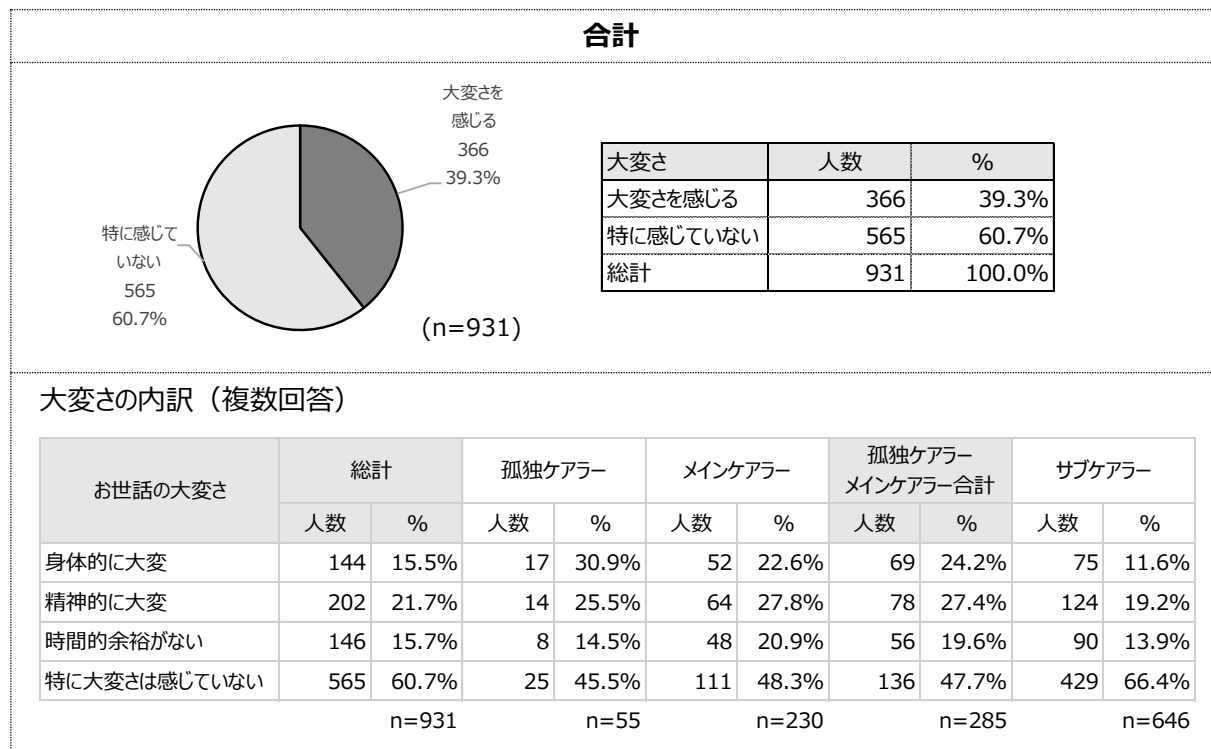 合計
大変さを
感じる
366
39.3%
特に感じて
いない
565
60.7%
(n=931)
大変さ 人数 %
大変さを感じる 366 39.3%
特に感じていない 565 60.7%
総計 931 100.0%
大変さの内訳（複数回答）
お世話の大変さ 総計 孤独ケアラー メインケアラー 孤独ケアラー
メインケアラー合計 サブケアラー
人数 % 人数 % 人数 % 人数 % 人数 %
身体的に大変 144 15.5% 17 30.9% 52 22.6% 69 24.2% 75 11.6%
精神的に大変 202 21.7% 14 25.5% 64 27.8% 78 27.4% 124 19.2%
時間的余裕がない 146 15.7% 8 14.5% 48 20.9% 56 19.6% 90 13.9%
特に大変さは感じていない 565 60.7% 25 45.5% 111 48.3% 136 47.7% 429 66.4%
n=931 n=55 n=230 n=285 n=646